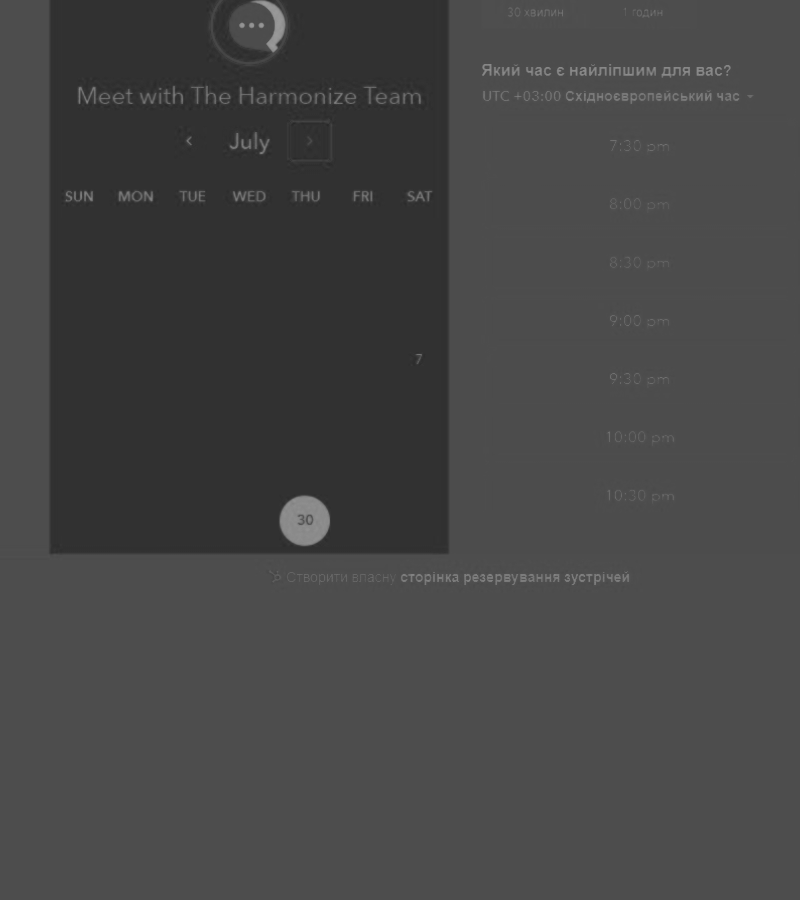 Meet with The Harmonize Team
July
SUN MON TUE WED THU FRI SAT
7
30
30 хвилин 1 годин
Який час є найліпшим для вас?
UTC +03:00 Східноєвропейський час
7:30 pm
8:00 pm
8:30 pm
9:00 pm
9:30 pm
10:00 pm
10:30 pm
Створити власну сторінка резервування зустрічей